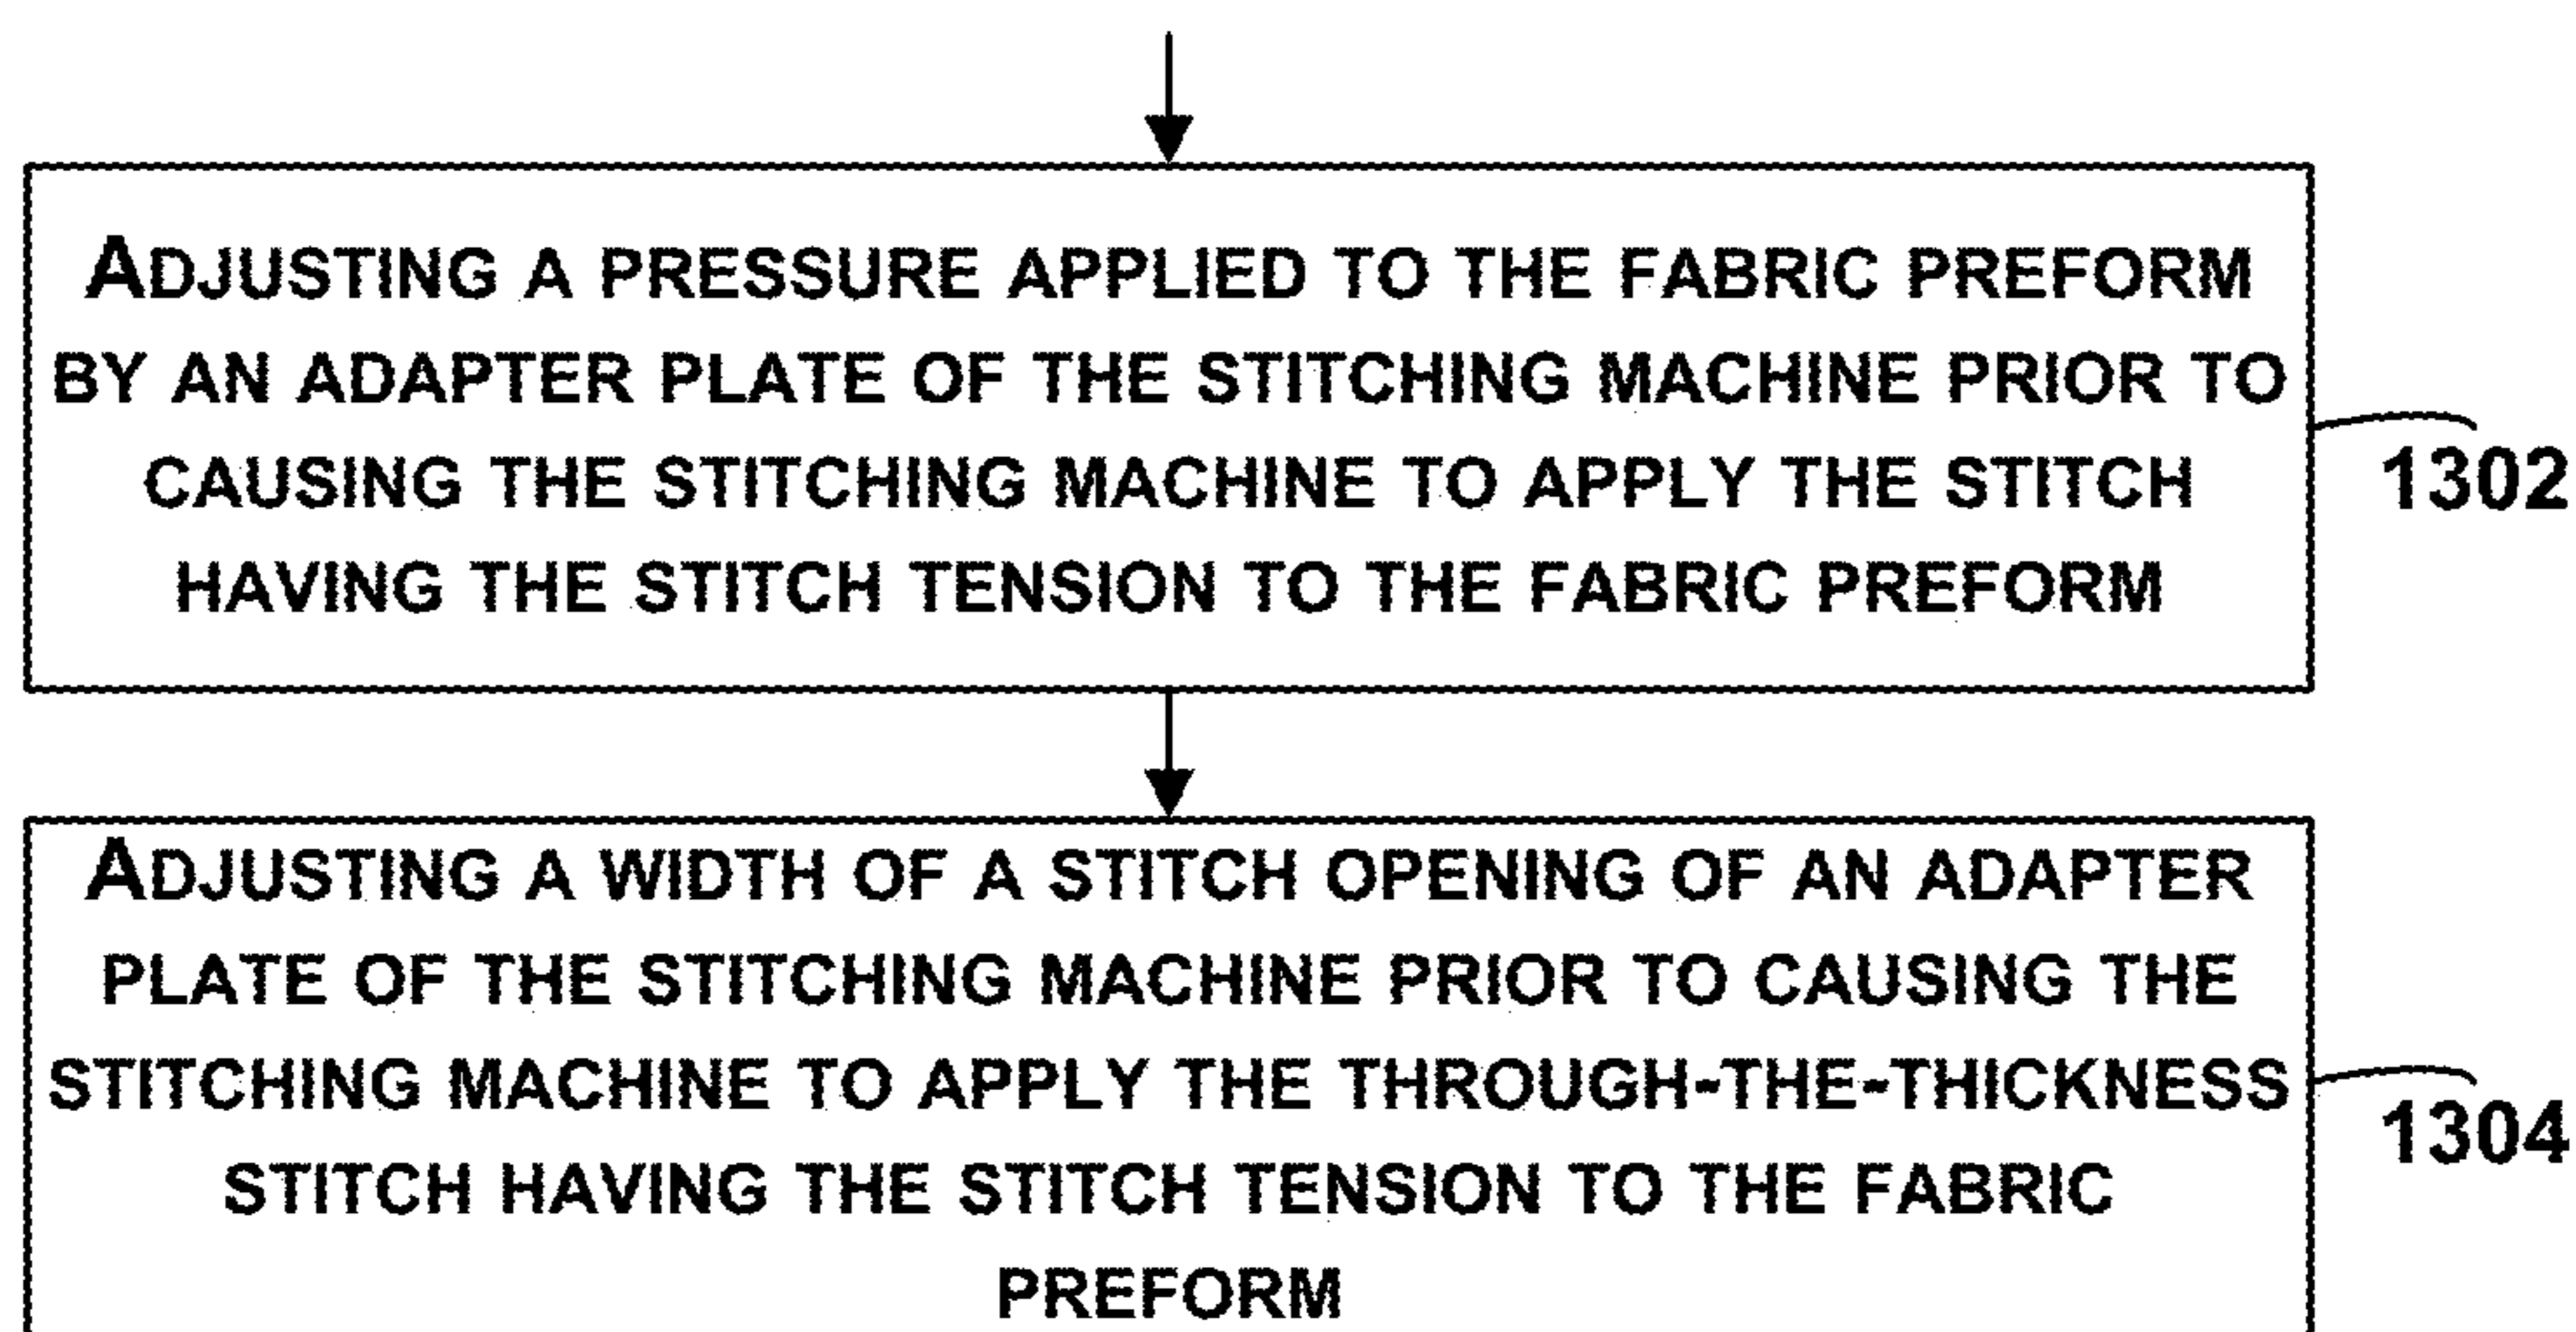 ADJUSTING A PRESSURE APPLIED TO THE FABRIC PREFORM
BY AN ADAPTER PLATE OF THE STITCHING MACHINE PRIOR TO
CAUSING THE STITCHING MACHINE TO APPLY THE STITCH
HAVING THE STITCH TENSION TO THE FABRIC PREFORM
1302
ADJUSTING A WIDTH OF A STITCH OPENING OF AN ADAPTER
PLATE OF THE STITCHING MACHINE PRIOR TO CAUSING THE
STITCHING MACHINE TO APPLY THE THROUGH-THE-THICKNESS
STITCH HAVING THE STITCH TENSION TO THE FABRIC
PREFORM
1304